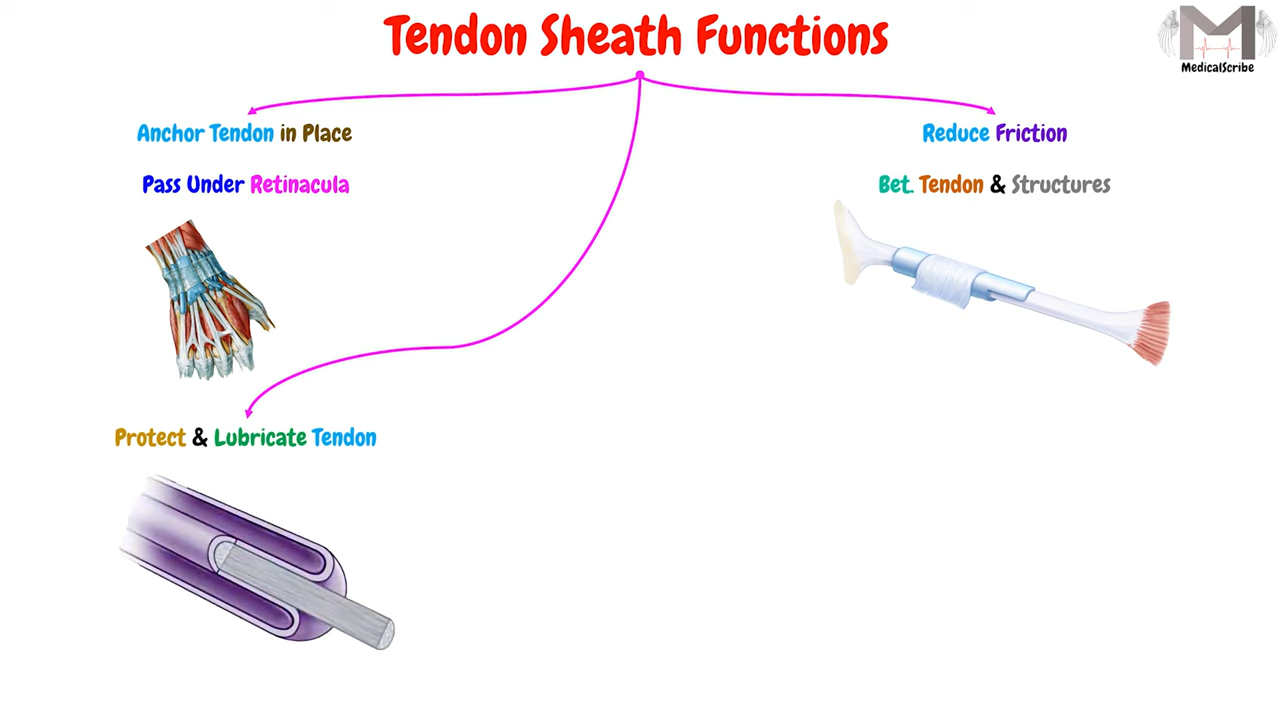 Tendon Sheath Functions
MedicalScribe
Anchor Tendon in Place
Pass Under Retinacula
Reduce Friction
Bet. Tendon & Structures
Protect & Lubricate Tendon